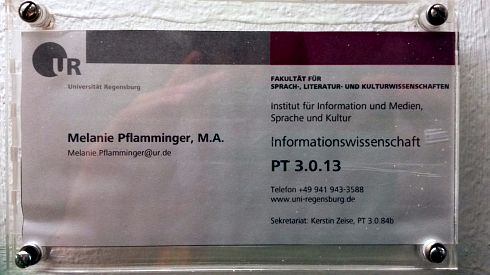 UR
Universität Regensburg
Melanie Pflamminger, M.A.
Melanie.Pflamminger@ur.de
FAKULTÄT FÜR
SPRACH-, LITERATUR- UND KULTURWISSENSCHAFTEN
Institut für Information und Medien,
Sprache und Kultur
Informationswissenschaft
PT 3.0.13
Telefon +49 941 943-3588
www.uni-regensburg.de
Sekretariat: Kerstin Zeise, PT 3.0.84b